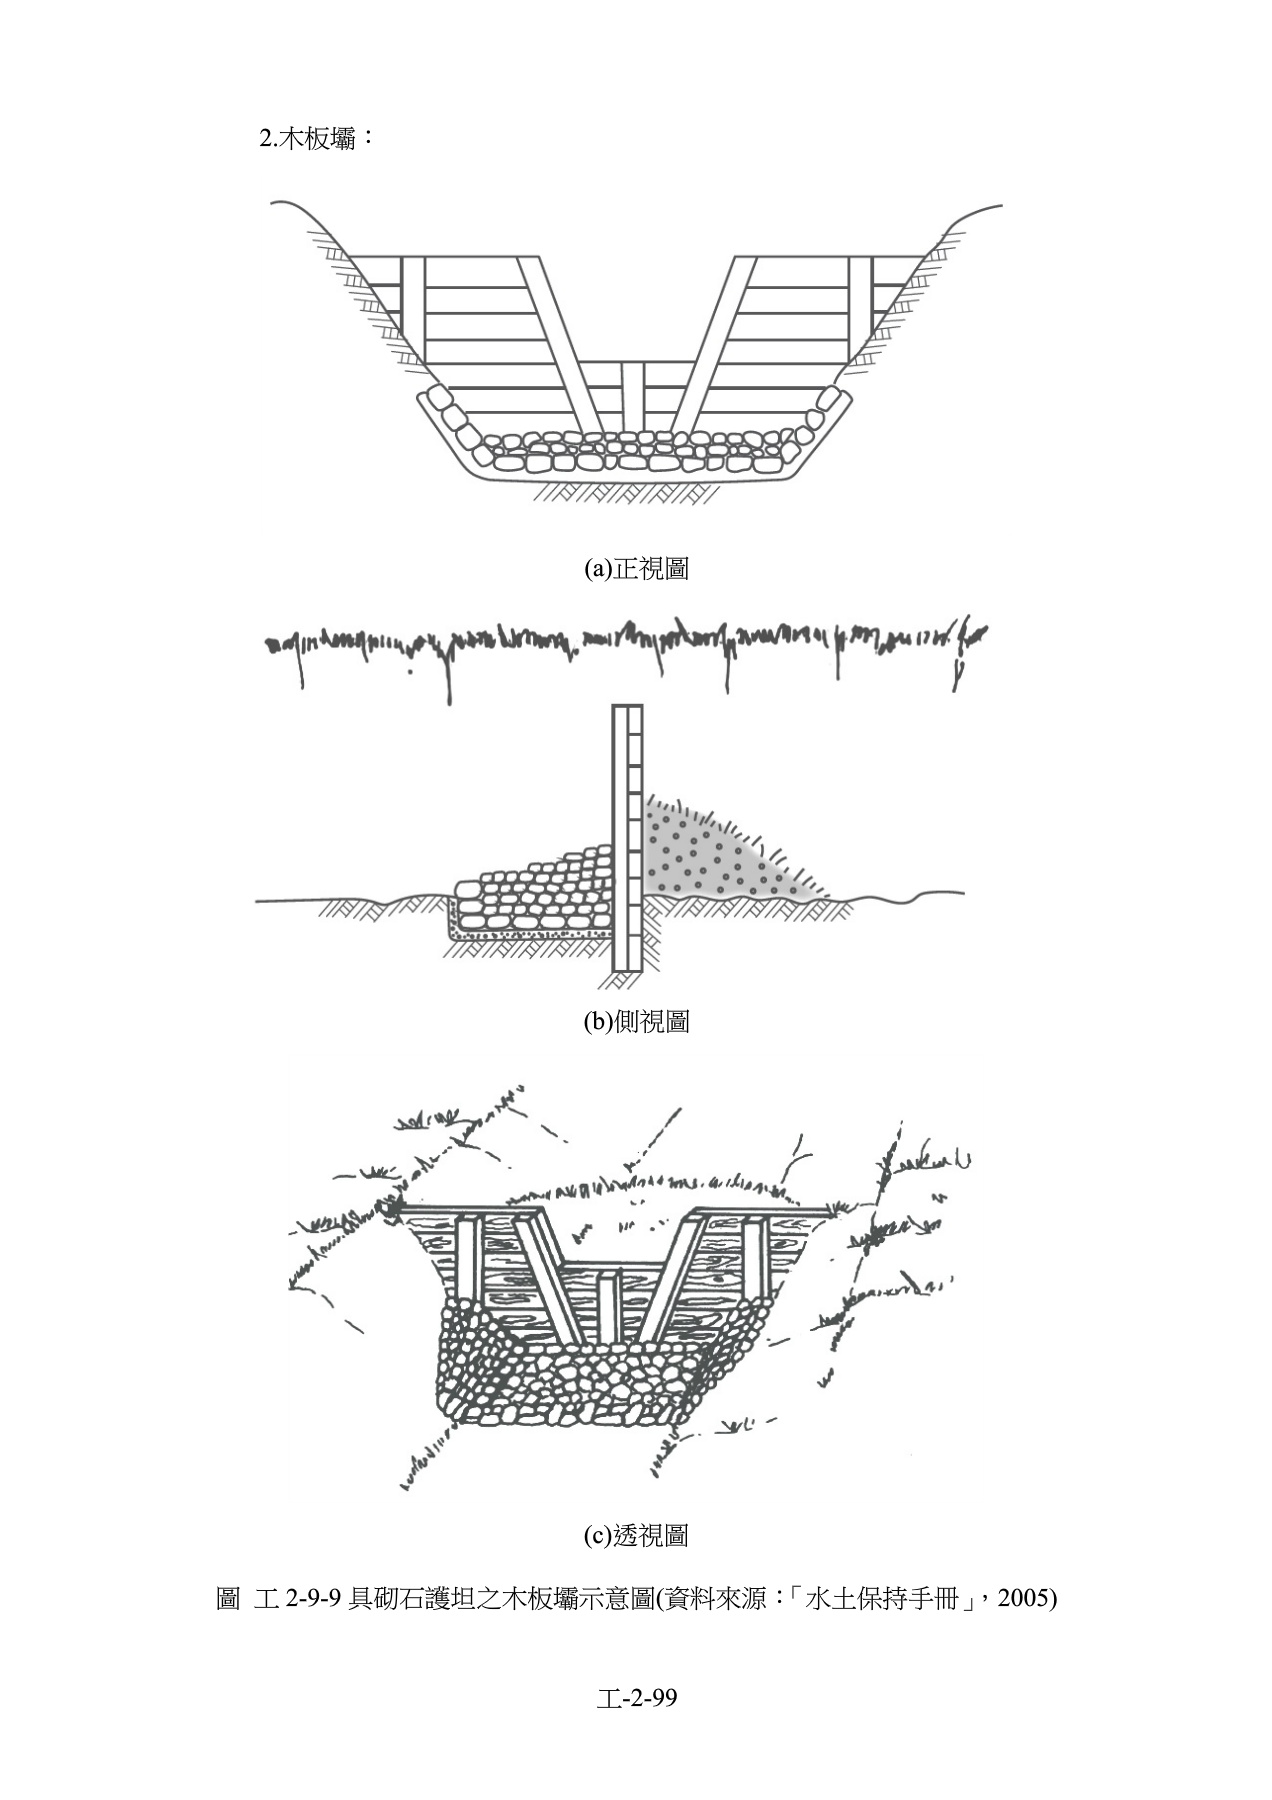 2.木板壩：
(a)正視圖
(b)側視圖
(c)透視圖
圖 工 2-9-9 具砌石護坦之木板壩示意圖(資料來源：「水土保持手冊」，2005)
工-2-99